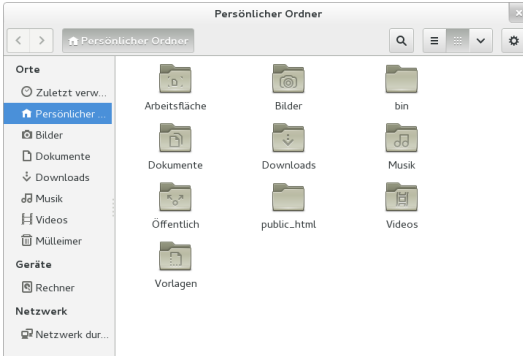 Persönlicher Ordner
Persönlicher Ordner
Orte
Zuletzt verw...
Persönlicher ...
Bilder
Dokumente
Downloads
Musik
Videos
Mülleimer
Geräte
Rechner
Netzwerk
Netzwerk dur...
Arbeitsfläche
Bilder
bin
Dokumente
Downloads
Musik
Öffentlich
public_html
Videos
Vorlagen